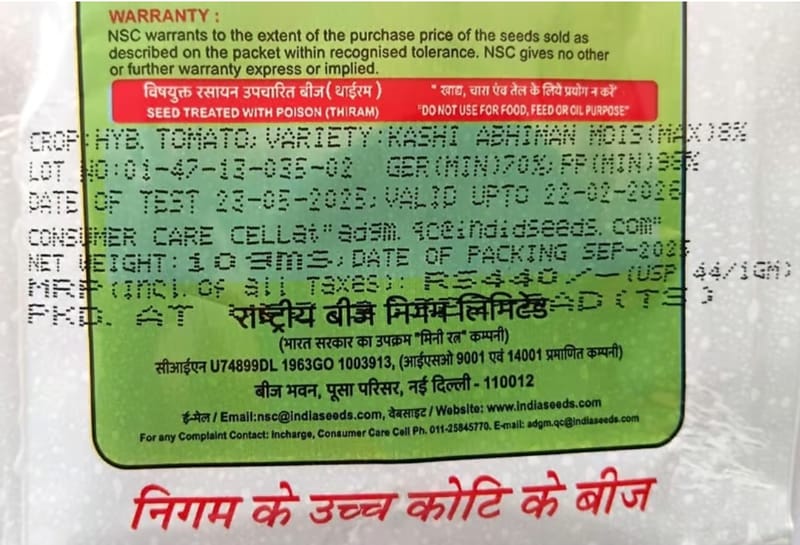 WARRANTY :
NSC warrants to the extent of the purchase price of the seeds sold as
described on the packet within recognised tolerance. NSC gives no other
or further warranty express or implied.
विषयुक्त रसायन उपचारित बीज( थाईरम ) " खाद्य, चारा एंव तेल के लिये प्रयोग न करें"
SEED TREATED WITH POISON (THIRAM) "DO NOT USE FOR FOOD, FEED OR OIL PURPOSE"
CROP:HYB. TOMATO; VARIETY:KASHI ABHIMAN MOIS(MAX)8%
LOT NO:01-47-13-035-02 GER(MIN)70%; PP(MIN)95%
DATE OF TEST 23-05-2025; VALID UPTO 22-02-2026
CONSUMER CARE CELLat"adgm.qc@indiaseeds.com"
NET WEIGHT:10 gms; DATE OF PACKING SEP-2025
MRP(Incl.of all Taxes): RS440/-(USP 44/1GM)
PKD. AT (TS)
राष्ट्रीय बीज निगम लिमिटेड
(भारत सरकार का उपक्रम "मिनी रत्न" कम्पनी)
सीआईएन U74899DL 1963GO 1003913, (आईएसओ 9001 एवं 14001 प्रमाणित कम्पनी)
बीज भवन, पूसा परिसर, नई दिल्ली - 110012
ई-मेल / Email:nsc@indiaseeds.com, वेबसाइट / Website: www.indiaseeds.com
For any Complaint Contact: Incharge, Consumer Care Cell Ph. 011-25845770, E-mail: adgm.qc@indiaseeds.com
निगम के उच्च कोटि के बीज